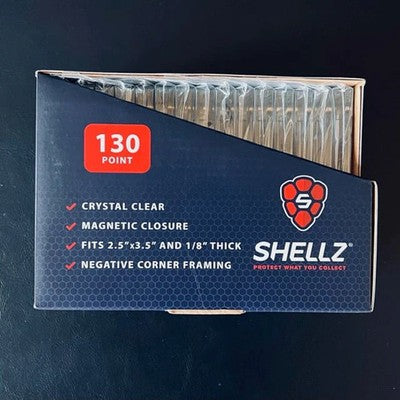 130
POINT
CRYSTAL CLEAR
MAGNETIC CLOSURE
FITS 2.5"x3.5" AND 1/8" THICK
NEGATIVE CORNER FRAMING
S
SHELLZ®
PROTECT WHAT YOU COLLECT